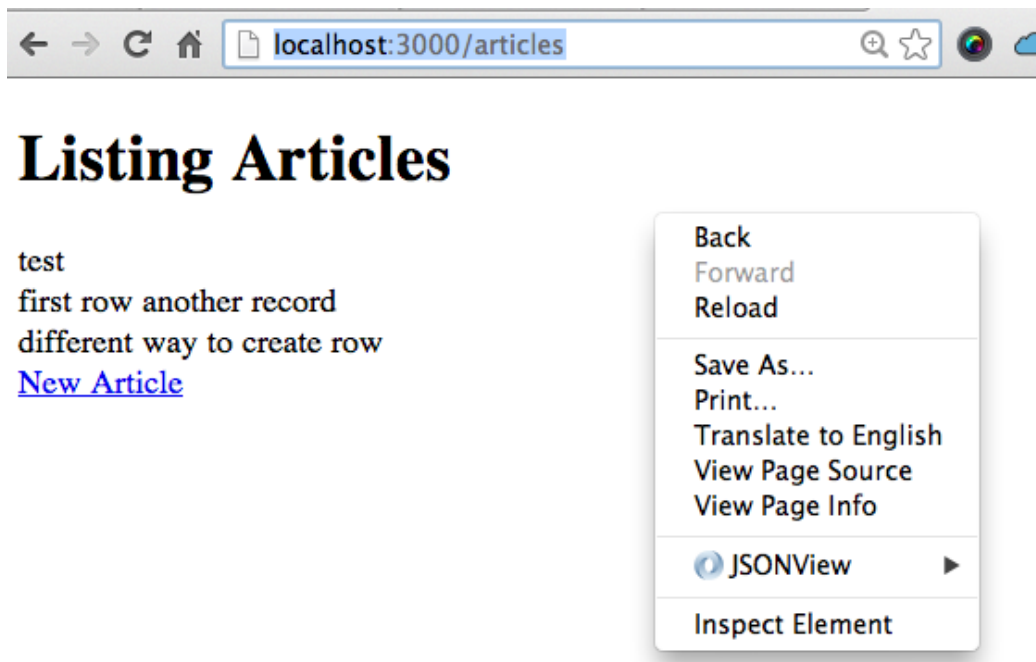 localhost:3000/articles
Listing Articles
test
first row another record
different way to create row
New Article
Back
Forward
Reload
Save As...
Print...
Translate to English
View Page Source
View Page Info
JSONView
Inspect Element